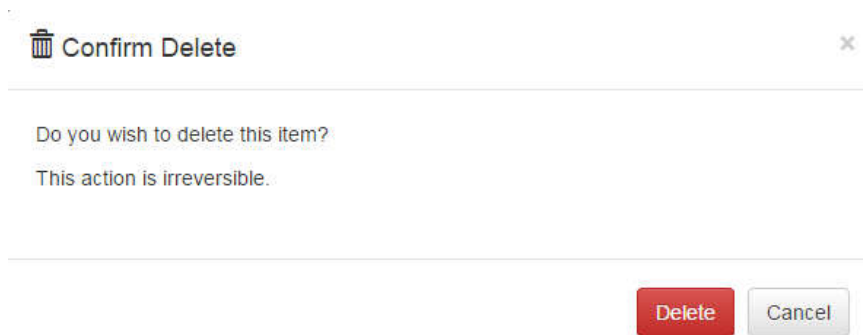 Confirm Delete
Do you wish to delete this item?
This action is irreversible.
Delete Cancel